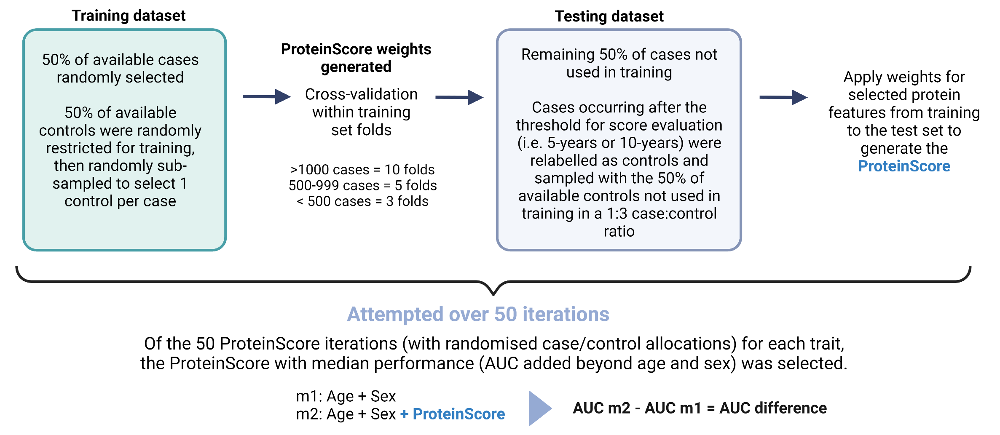 Training dataset
50% of available cases
randomly selected
50% of available
controls were randomly
restricted for training,
then randomly sub-
sampled to select 1
control per case
ProteinScore weights
generated
Cross-validation
within training
set folds
>1000 cases = 10 folds
500-999 cases = 5 folds
< 500 cases = 3 folds
Testing dataset
Remaining 50% of cases not
used in training
Cases occurring after the
threshold for score evaluation
(i.e. 5-years or 10-years) were
relabelled as controls and
sampled with the 50% of
available controls not used in
training in a 1:3 case:control
ratio
Apply weights for
selected protein
features from training
to the test set to
generate the
ProteinScore
Attempted over 50 iterations
Of the 50 ProteinScore iterations (with randomised case/control allocations) for each trait,
the ProteinScore with median performance (AUC added beyond age and sex) was selected.
m1: Age + Sex
m2: Age + Sex + ProteinScore
AUC m2 - AUC m1 = AUC difference